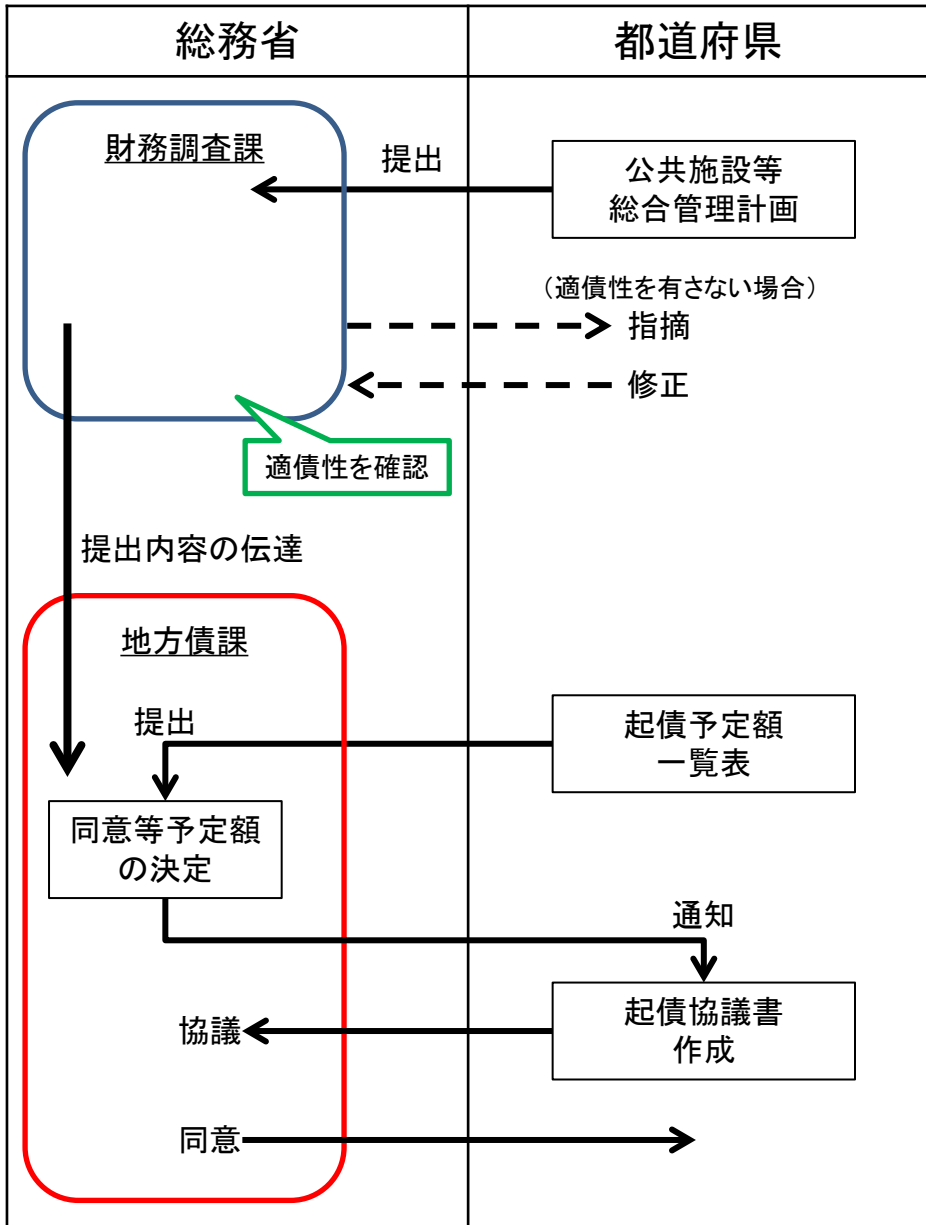 総務省
都道府県
財務調査課
提出
公共施設等
総合管理計画
（適債性を有さない場合）
指摘
修正
適債性を確認
提出内容の伝達
地方債課
提出
起債予定額
一覧表
同意等予定額
の決定
通知
協議
起債協議書
作成
同意